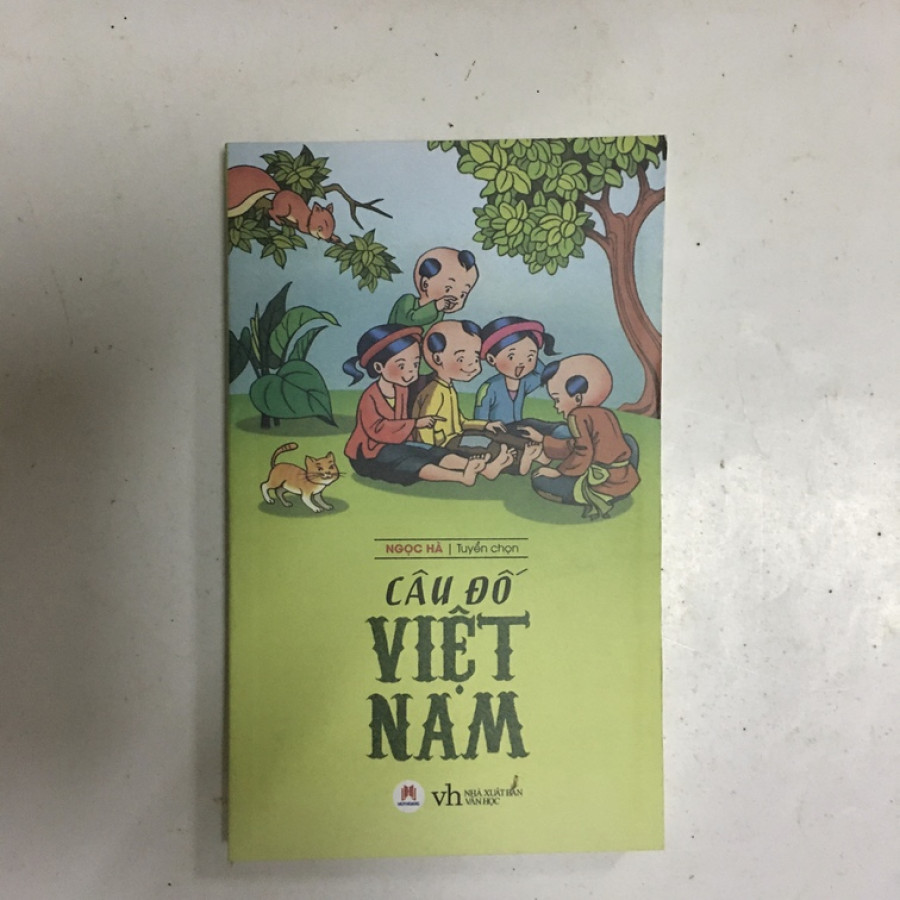 NGỌC HÀ | Tuyển chọn
CÂU ĐỐ
VIỆT
NAM
vh NHÀ XUẤT BẢN
VĂN HỌC